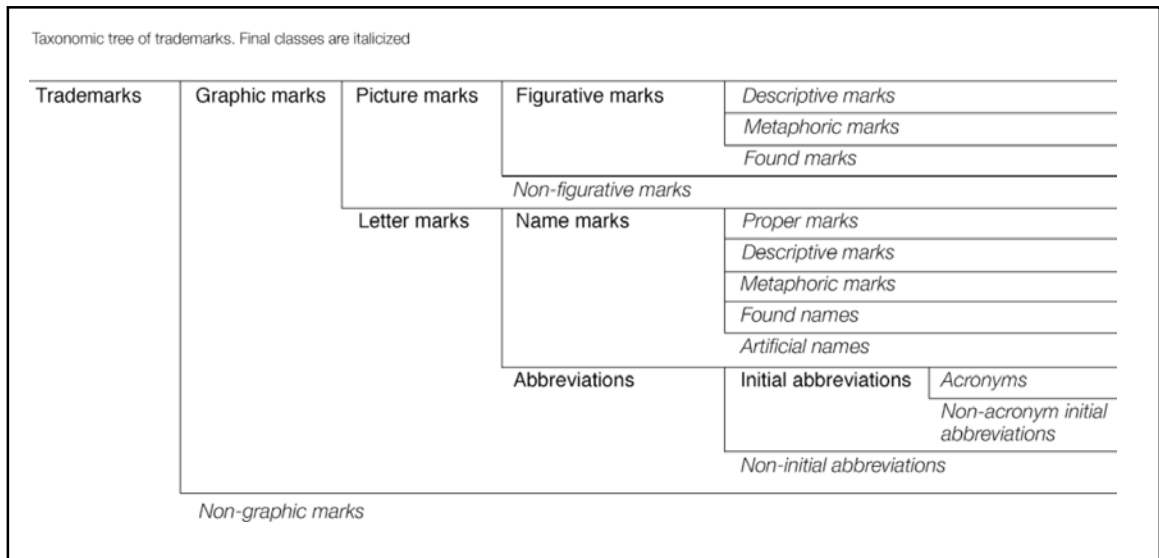 Taxonomic tree of trademarks. Final classes are italicized
Trademarks Graphic marks Picture marks Figurative marks Descriptive marks
Metaphoric marks
Found marks
Non-figurative marks
Letter marks Name marks Proper marks
Descriptive marks
Metaphoric marks
Found names
Artificial names
Abbreviations Initial abbreviations Acronyms
Non-acronym initial
abbreviations
Non-initial abbreviations
Non-graphic marks